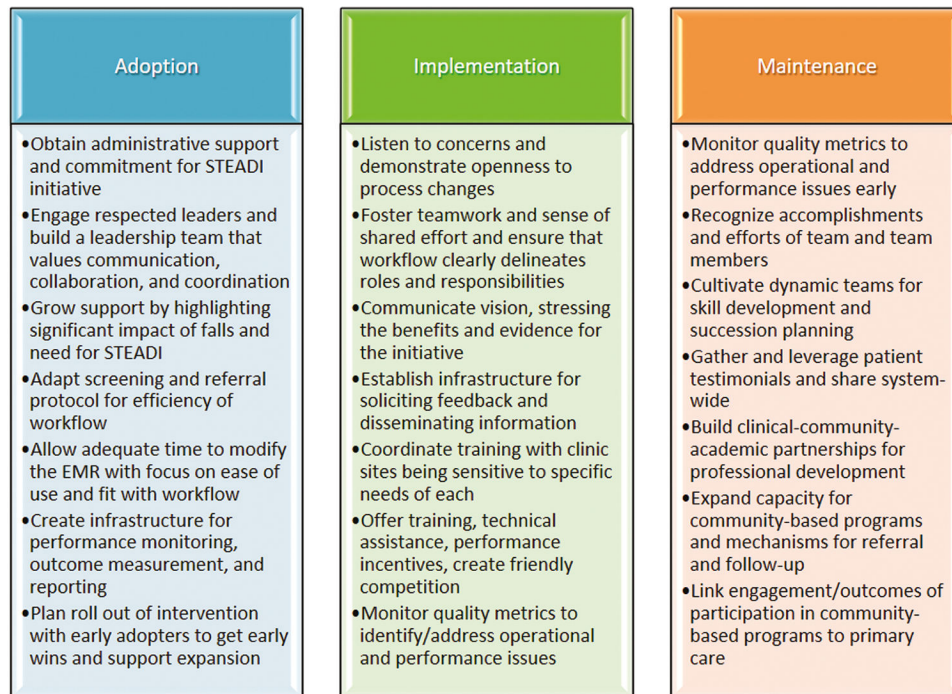 Adoption
•Obtain administrative support
and commitment for STEADI
initiative
•Engage respected leaders and
build a leadership team that
values communication,
collaboration, and coordination
•Grow support by highlighting
significant impact of falls and
need for STEADI
•Adapt screening and referral
protocol for efficiency of
workflow
•Allow adequate time to modify
the EMR with focus on ease of
use and fit with workflow
•Create infrastructure for
performance monitoring,
outcome measurement, and
reporting
•Plan roll out of intervention
with early adopters to get early
wins and support expansion
Implementation
•Listen to concerns and
demonstrate openness to
process changes
•Foster teamwork and sense of
shared effort and ensure that
workflow clearly delineates
roles and responsibilities
•Communicate vision, stressing
the benefits and evidence for
the initiative
•Establish infrastructure for
soliciting feedback and
disseminating information
•Coordinate training with clinic
sites being sensitive to specific
needs of each
•Offer training, technical
assistance, performance
incentives, create friendly
competition
•Monitor quality metrics to
identify/address operational
and performance issues
Maintenance
•Monitor quality metrics to
address operational and
performance issues early
•Recognize accomplishments
and efforts of team and team
members
•Cultivate dynamic teams for
skill development and
succession planning
•Gather and leverage patient
testimonials and share system-
wide
•Build clinical-community-
academic partnerships for
professional development
•Expand capacity for
community-based programs
and mechanisms for referral
and follow-up
•Link engagement/outcomes of
participation in community-
based programs to primary
care